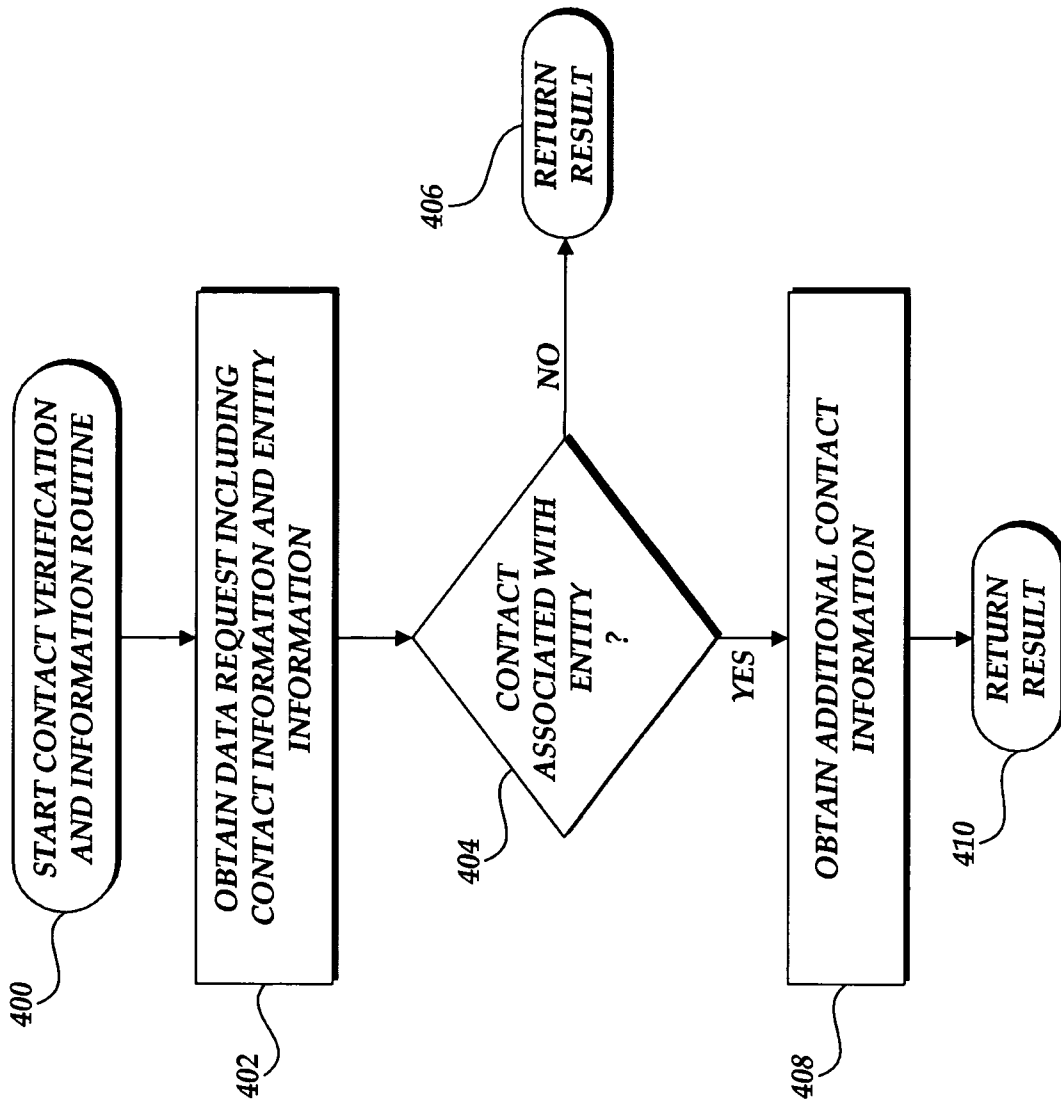 400
START CONTACT VERIFICATION
AND INFORMATION ROUTINE
402
OBTAIN DATA REQUEST INCLUDING
CONTACT INFORMATION AND ENTITY
INFORMATION
404
CONTACT
ASSOCIATED WITH
ENTITY
?
NO
406
RETURN
RESULT
YES
408
OBTAIN ADDITIONAL CONTACT
INFORMATION
410
RETURN
RESULT